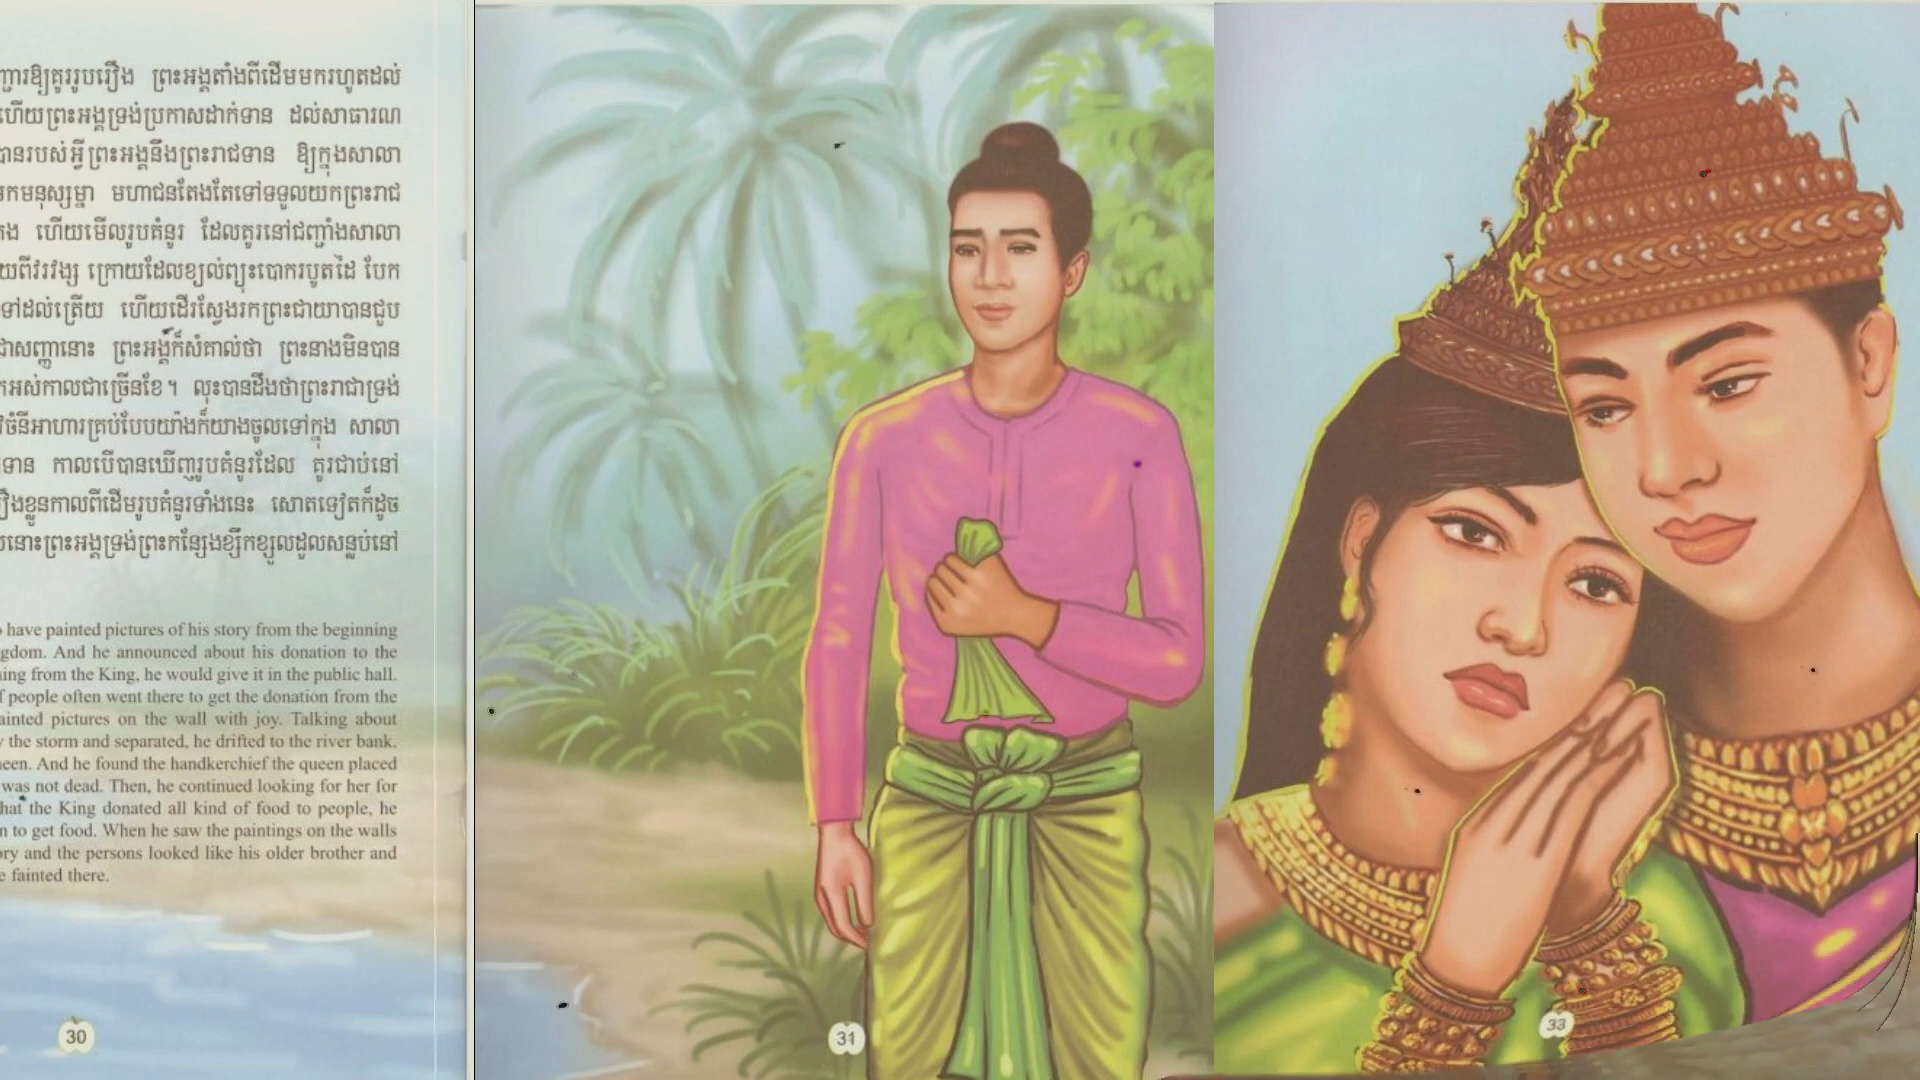 ឱ្យគូររូបរឿង ព្រះអង្គតាំងពីដើមមករហូតដល់
ហើយព្រះអង្គទ្រង់ប្រកាសដាក់ទាន ដល់សាធារណ
បានរបស់អ្វីព្រះអង្គនឹងព្រះរាជទាន ឱ្យក្នុងសាលា
មនុស្សម្នា មហាជនតែងតែទៅទទួលយកព្រះរាជ
ហើយមើលរូបគំនូរ ដែលគូរនៅជញ្ជាំងសាលា
ពីវរវង្ស ក្រោយដែលខ្យល់ព្យុះបោករបូតដៃ បែក
ទៅដល់ត្រើយ ហើយដើរស្វែងរកព្រះជាយាបានជួប
ជាសញ្ញានោះ ព្រះអង្គក៏សំគាល់ថា ព្រះនាងមិនបាន
អស់កាលជាច្រើនខែ។ លុះបានដឹងថាព្រះរាជាទ្រង់
ចំនីអាហារគ្រប់បែបយ៉ាងក៏យាងចូលទៅក្នុង សាលា
ទាន កាលបើបានឃើញរូបគំនូរដែល គូរជាប់នៅ
រឿងខ្លួនកាលពីដើមរូបគំនូរទាំងនេះ សោតទៀតក៏ដូច
នោះព្រះអង្គទ្រង់ព្រះកន្សែងខ្សឹកខ្សួលដួលសន្លប់នៅ
have painted pictures of his story from the beginning
gdom. And he announced about his donation to the
ing from the King, he would give it in the public hall.
f people often went there to get the donation from the
ainted pictures on the wall with joy. Talking about
y the storm and separated, he drifted to the river bank.
een. And he found the handkerchief the queen placed
was not dead. Then, he continued looking for her for
hat the King donated all kind of food to people, he
n to get food. When he saw the paintings on the walls
ory and the persons looked like his older brother and
e fainted there.
30
31
33